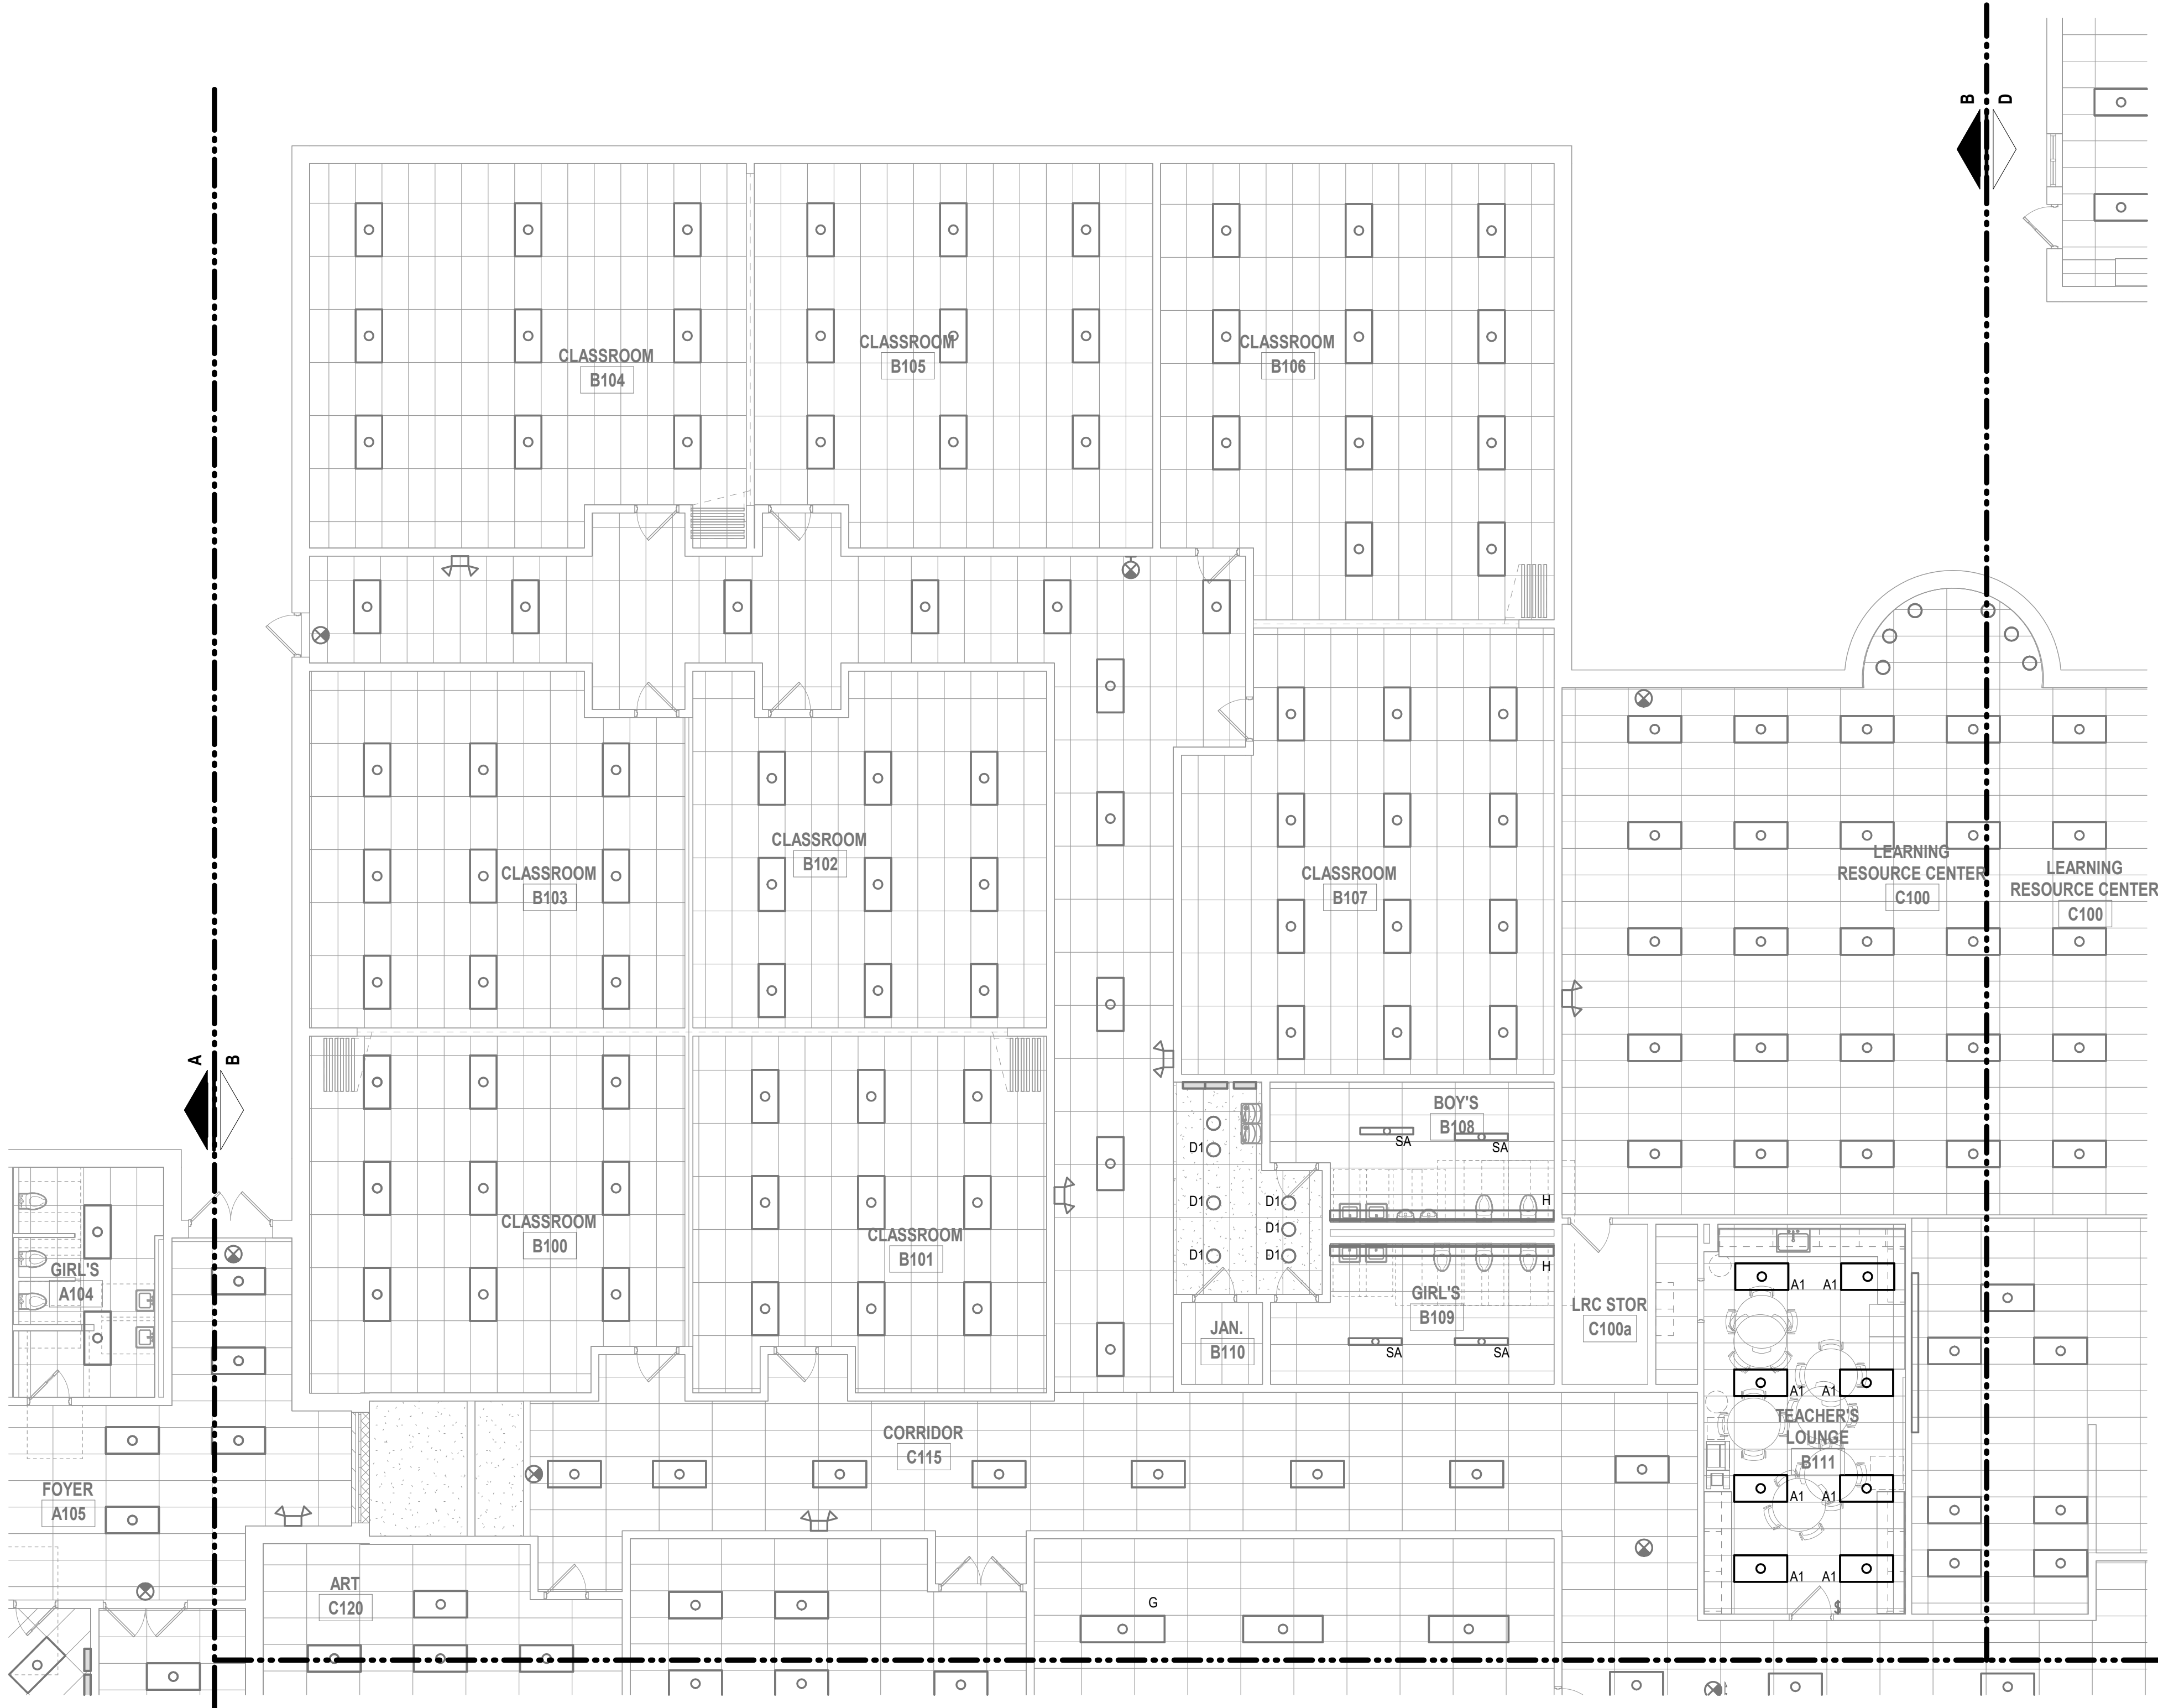 B
D
CLASSROOM
B104
CLASSROOM
B105
CLASSROOM
B106
CLASSROOM
B103
CLASSROOM
B102
CLASSROOM
B107
LEARNING
RESOURCE CENTER
C100
LEARNING
RESOURCE CENTER
C100
A
B
BOY'S
B108
SA
SA
D1
D1
D1
D1
D1
D1
H
H
CLASSROOM
B100
CLASSROOM
B101
GIRL'S
A104
GIRL'S
B109
SA
SA
JAN.
B110
LRC STOR
C100a
A1
A1
A1
A1
TEACHER'S
LOUNGE
B111
A1
A1
A1
A1
$
CORRIDOR
C115
FOYER
A105
ART
C120
G